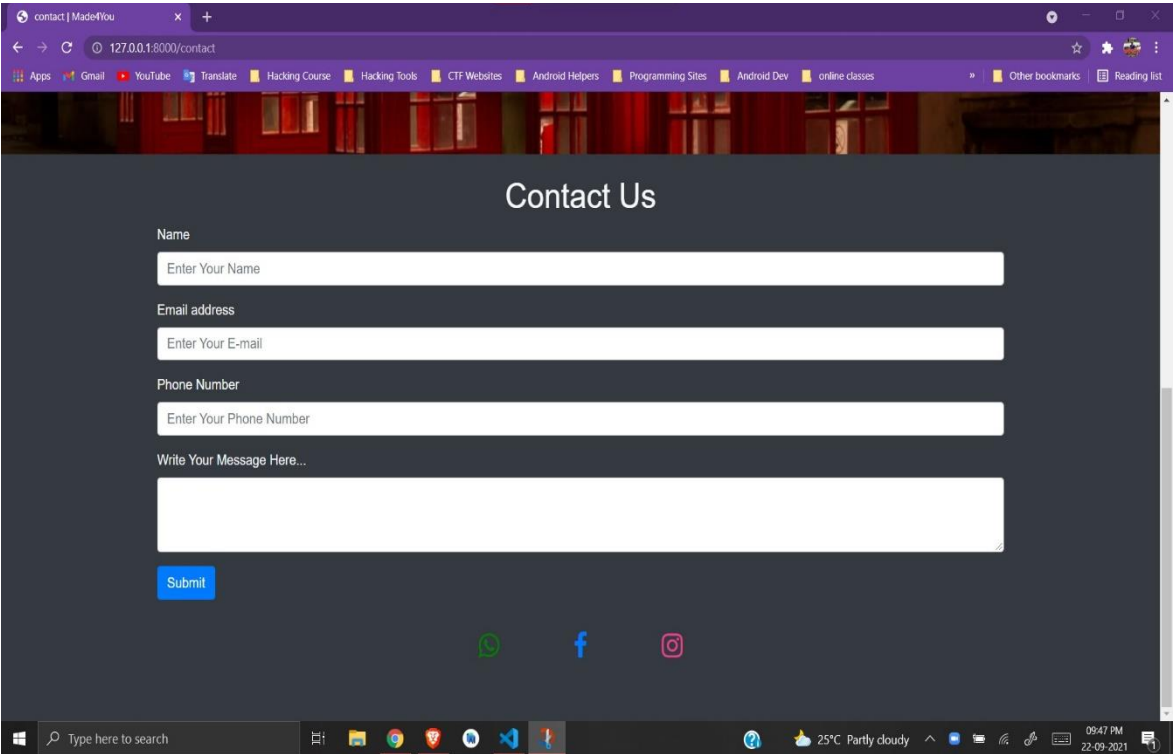 contact | Made4You
127.0.0.1:8000/contact
Apps Gmail YouTube Translate Hacking Course Hacking Tools CTF Websites Android Helpers Programming Sites Android Dev online classes » Other bookmarks Reading list
Contact Us
Name
Enter Your Name
Email address
Enter Your E-mail
Phone Number
Enter Your Phone Number
Write Your Message Here...
Submit
Type here to search
25°C Partly cloudy
09:47 PM
22-09-2021